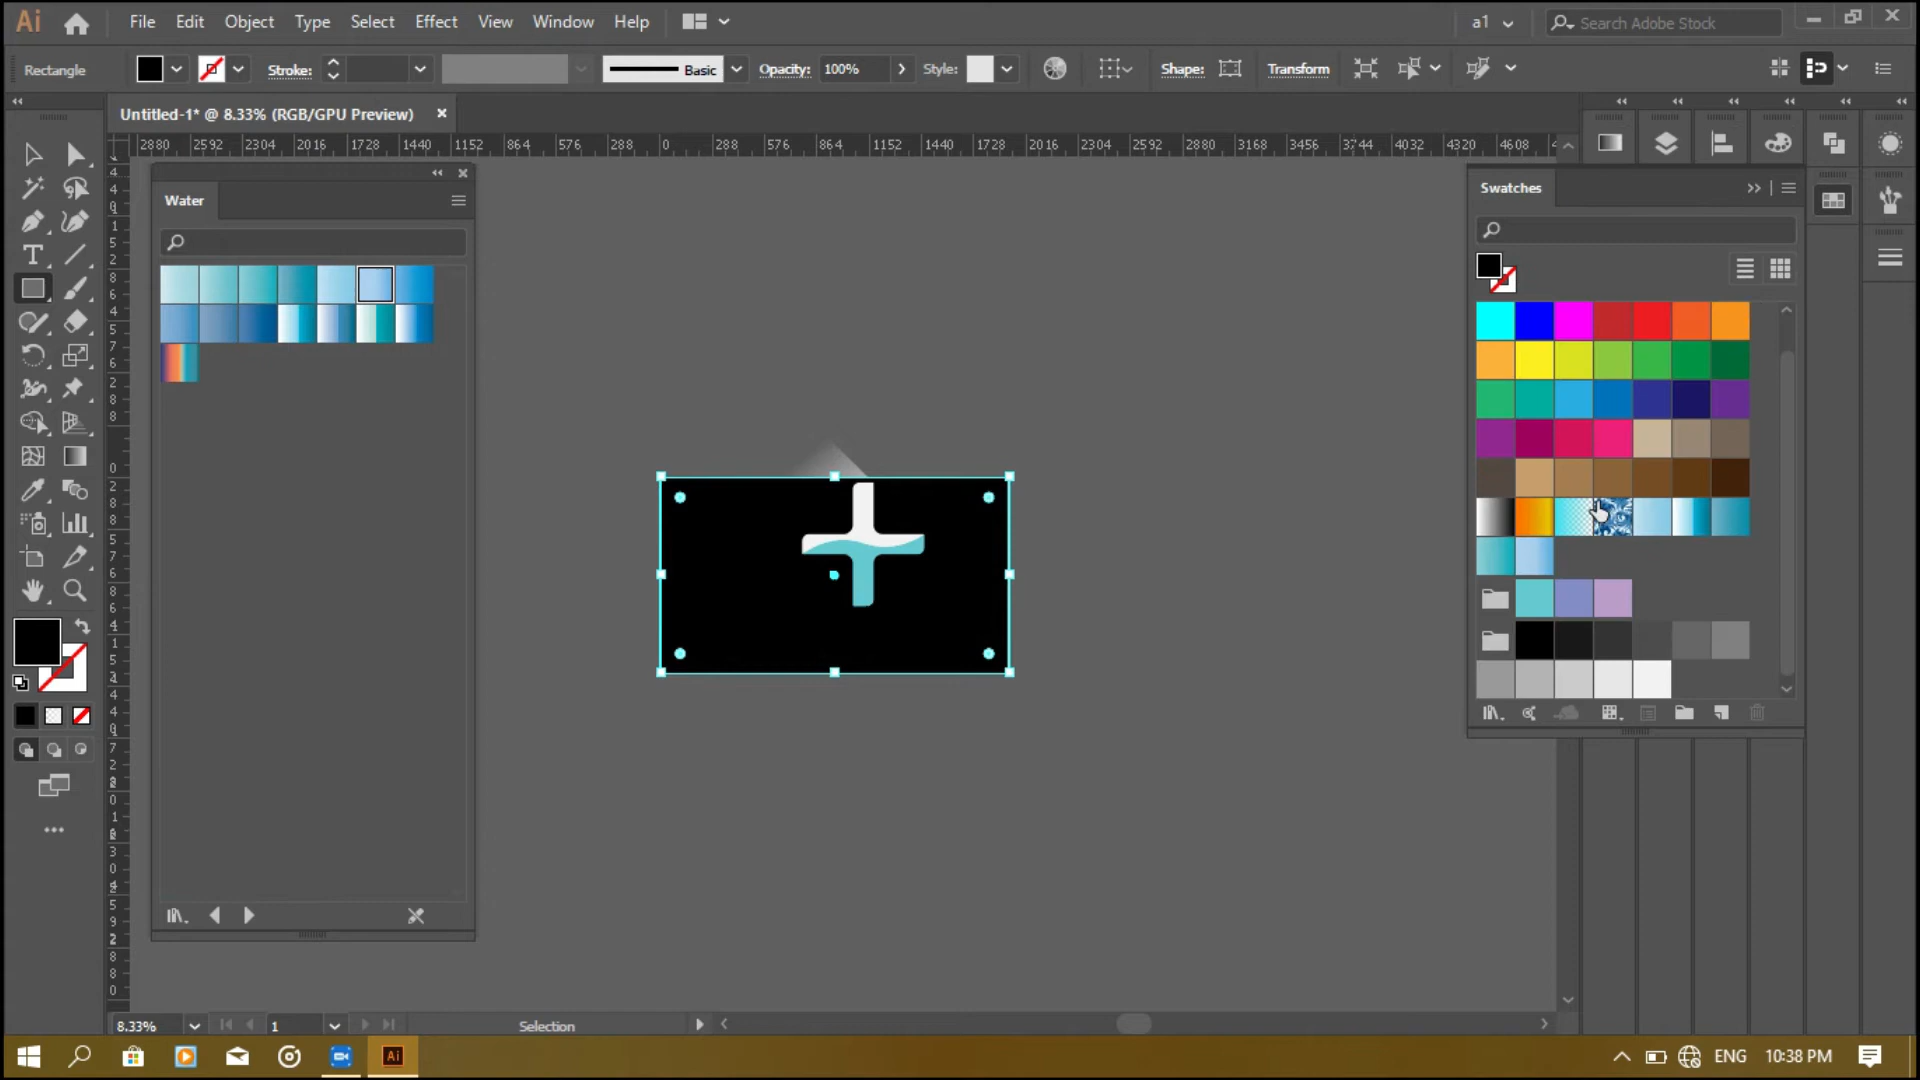 Ai File Edit Object Type Select Effect View Window Help a1 Search Adobe Stock
Rectangle Stroke: Basic Opacity: 100% Style: Shape: Transform
Untitled-1* @ 8.33% (RGB/GPU Preview)
2880 2592 2304 2016 1728 1440 1152 864 576 288 0 288 576 864 1152 1440 1728 2016 2304 2592 2880 3168 3456 3744 4032 4320 4608
Water
Swatches
8.33% 1 Selection
Ai ENG 10:38 PM